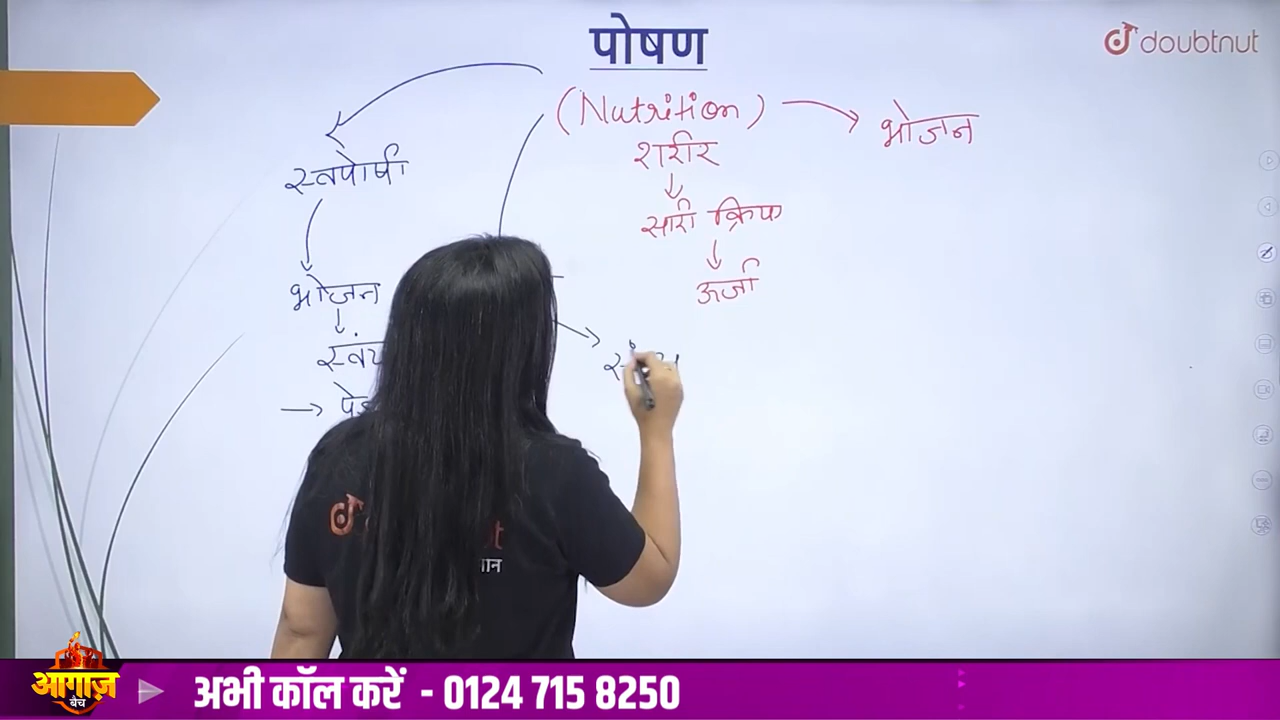 पोषण
doubtnut
(Nutrition)
भोजन
शरीर
स्वपोषी
सारी क्रिया
ऊर्जा
भोजन
आगाज़
बैच
अभी कॉल करें - 0124 715 8250